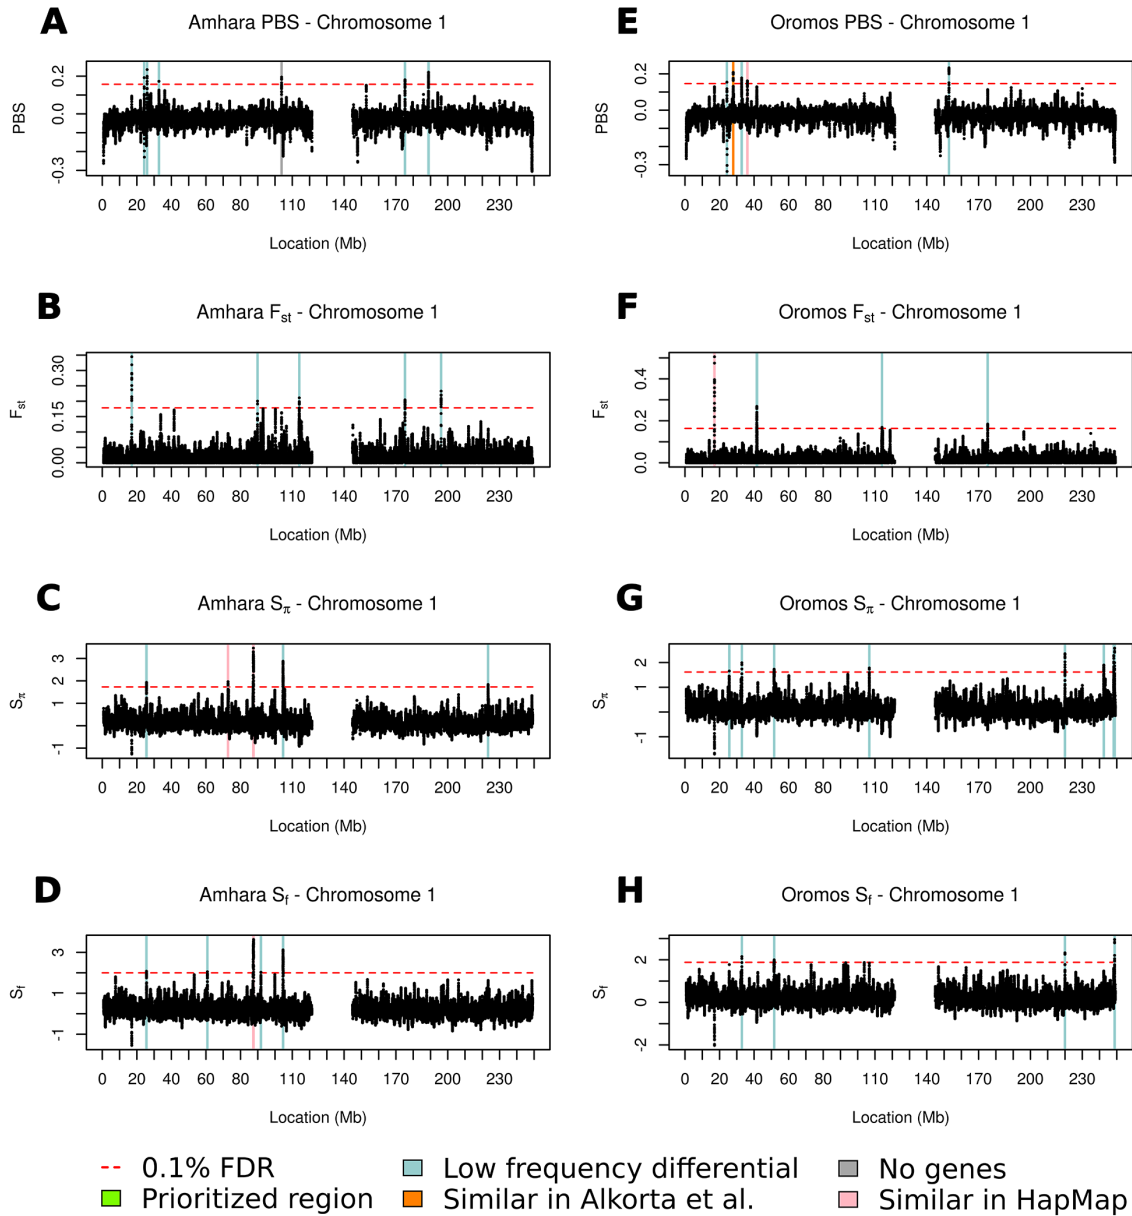 A
Amhara PBS - Chromosome 1
PBS
0.2
0.0
-0.3
0 20 40 60 80 110 140 170 200 230
Location (Mb)
E
Oromos PBS - Chromosome 1
PBS
0.2
0.0
-0.3
0 20 40 60 80 110 140 170 200 230
Location (Mb)
B
Amhara Fst - Chromosome 1
Fst
0.30
0.15
0.00
0 20 40 60 80 110 140 170 200 230
Location (Mb)
F
Oromos Fst - Chromosome 1
Fst
0.4
0.2
0.0
0 20 40 60 80 110 140 170 200 230
Location (Mb)
C
Amhara Sπ - Chromosome 1
Sπ
3
2
1
-1
0 20 40 60 80 110 140 170 200 230
Location (Mb)
G
Oromos Sπ - Chromosome 1
Sπ
2
1
-1
0 20 40 60 80 110 140 170 200 230
Location (Mb)
D
Amhara Sf - Chromosome 1
Sf
3
1
-1
0 20 40 60 80 110 140 170 200 230
Location (Mb)
H
Oromos Sf - Chromosome 1
Sf
2
0
-2
0 20 40 60 80 110 140 170 200 230
Location (Mb)
0.1% FDR
Low frequency differential
No genes
Prioritized region
Similar in Alkorta et al.
Similar in HapMap